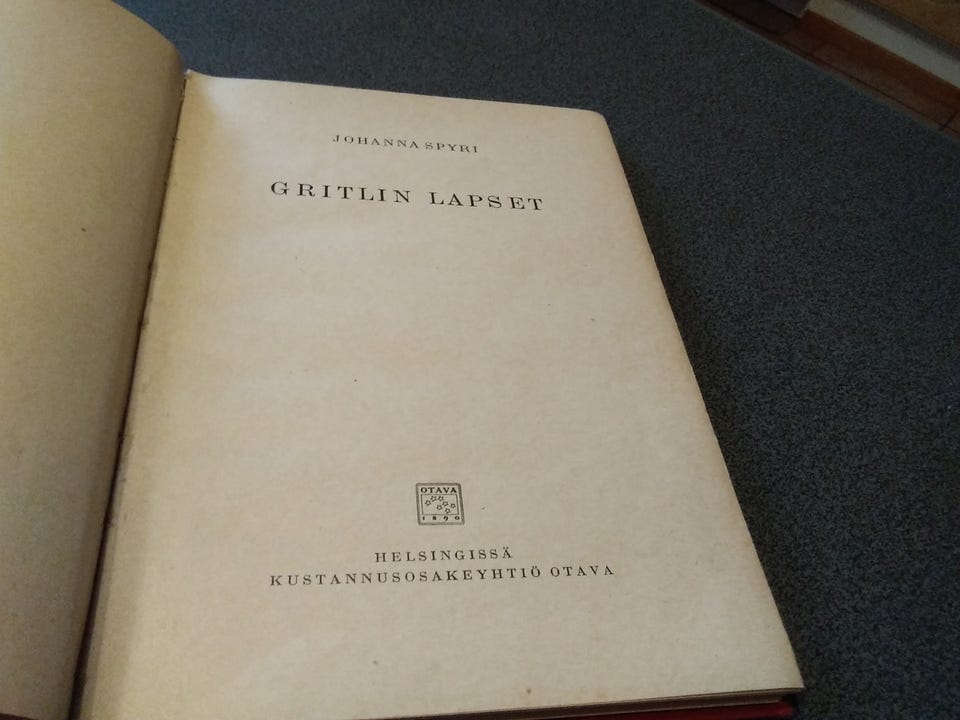 JOHANNA SPYRI
GRITLIN LAPSET
OTAVA
1890
HELSINGISSÄ
KUSTANNUSOSAKEYHTIÖ OTAVA